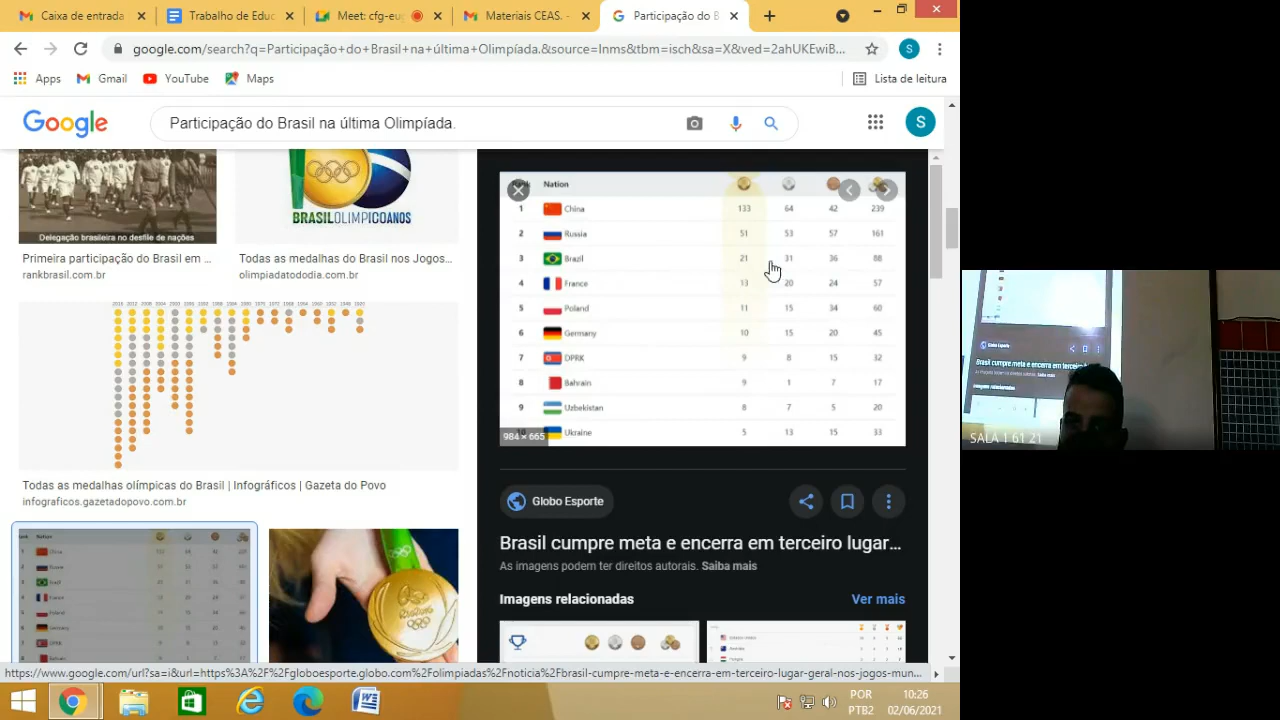 Caixa de entrada
Trabalho de Educ
Meet: cfg-eug
Materiais CEAS. -
Participação do B
google.com/search?q=Participação+do+Brasil+na+última+Olimpíada.&source=lnms&tbm=isch&sa=X&ved=2ahUKEwiB...
S
Apps
Gmail
YouTube
Maps
Lista de leitura
Google
Participação do Brasil na última Olimpíada.
S
Delegação brasileira no desfile de nações
Primeira participação do Brasil em ...
rankbrasil.com.br
BRASILOLIMPICOANOS
Todas as medalhas do Brasil nos Jogos...
olimpiadatododia.com.br
Todas as medalhas olímpicas do Brasil | Infográficos | Gazeta do Povo
infograficos.gazetadopovo.com.br
Nation
1 China 133 64 42 239
2 Russia 51 53 57 161
3 Brazil 21 31 36 88
4 France 13 20 24 57
5 Poland 11 15 34 60
6 Germany 10 15 20 45
7 DPRK 9 8 15 32
8 Bahrain 9 1 7 17
9 Uzbekistan 8 7 5 20
10 Ukraine 5 13 15 33
984 × 665
Globo Esporte
Brasil cumpre meta e encerra em terceiro lugar...
As imagens podem ter direitos autorais. Saiba mais
Imagens relacionadas
Ver mais
https://www.google.com/url?sa=i&url=https%3A%2F%2Fgloboesporte.globo.com%2Folimpiadas%2Fnoticia%2Fbrasil-cumpre-meta-e-encerra-em-terceiro-lugar-geral-nos-jogos-mun...
POR
PTB2
10:26
02/06/2021
Globo Esporte
Brasil cumpre meta e encerra em terceiro
SALA 1 61 21